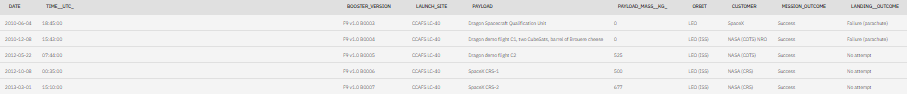 DATE TIME__UTC_ BOOSTER_VERSION LAUNCH_SITE PAYLOAD PAYLOAD_MASS__KG_ ORBIT CUSTOMER MISSION_OUTCOME LANDING__OUTCOME
2010-06-04 18:45:00 F9 v1.0 B0003 CCAFS LC-40 Dragon Spacecraft Qualification Unit 0 LEO SpaceX Success Failure (parachute)
2010-12-08 15:43:00 F9 v1.0 B0004 CCAFS LC-40 Dragon demo flight C1, two CubeSats, barrel of Brouere cheese 0 LEO (ISS) NASA (COTS) NRO Success Failure (parachute)
2012-05-22 07:44:00 F9 v1.0 B0005 CCAFS LC-40 Dragon demo flight C2 525 LEO (ISS) NASA (COTS) Success No attempt
2012-10-08 00:35:00 F9 v1.0 B0006 CCAFS LC-40 SpaceX CRS-1 500 LEO (ISS) NASA (CRS) Success No attempt
2013-03-01 15:10:00 F9 v1.0 B0007 CCAFS LC-40 SpaceX CRS-2 677 LEO (ISS) NASA (CRS) Success No attempt